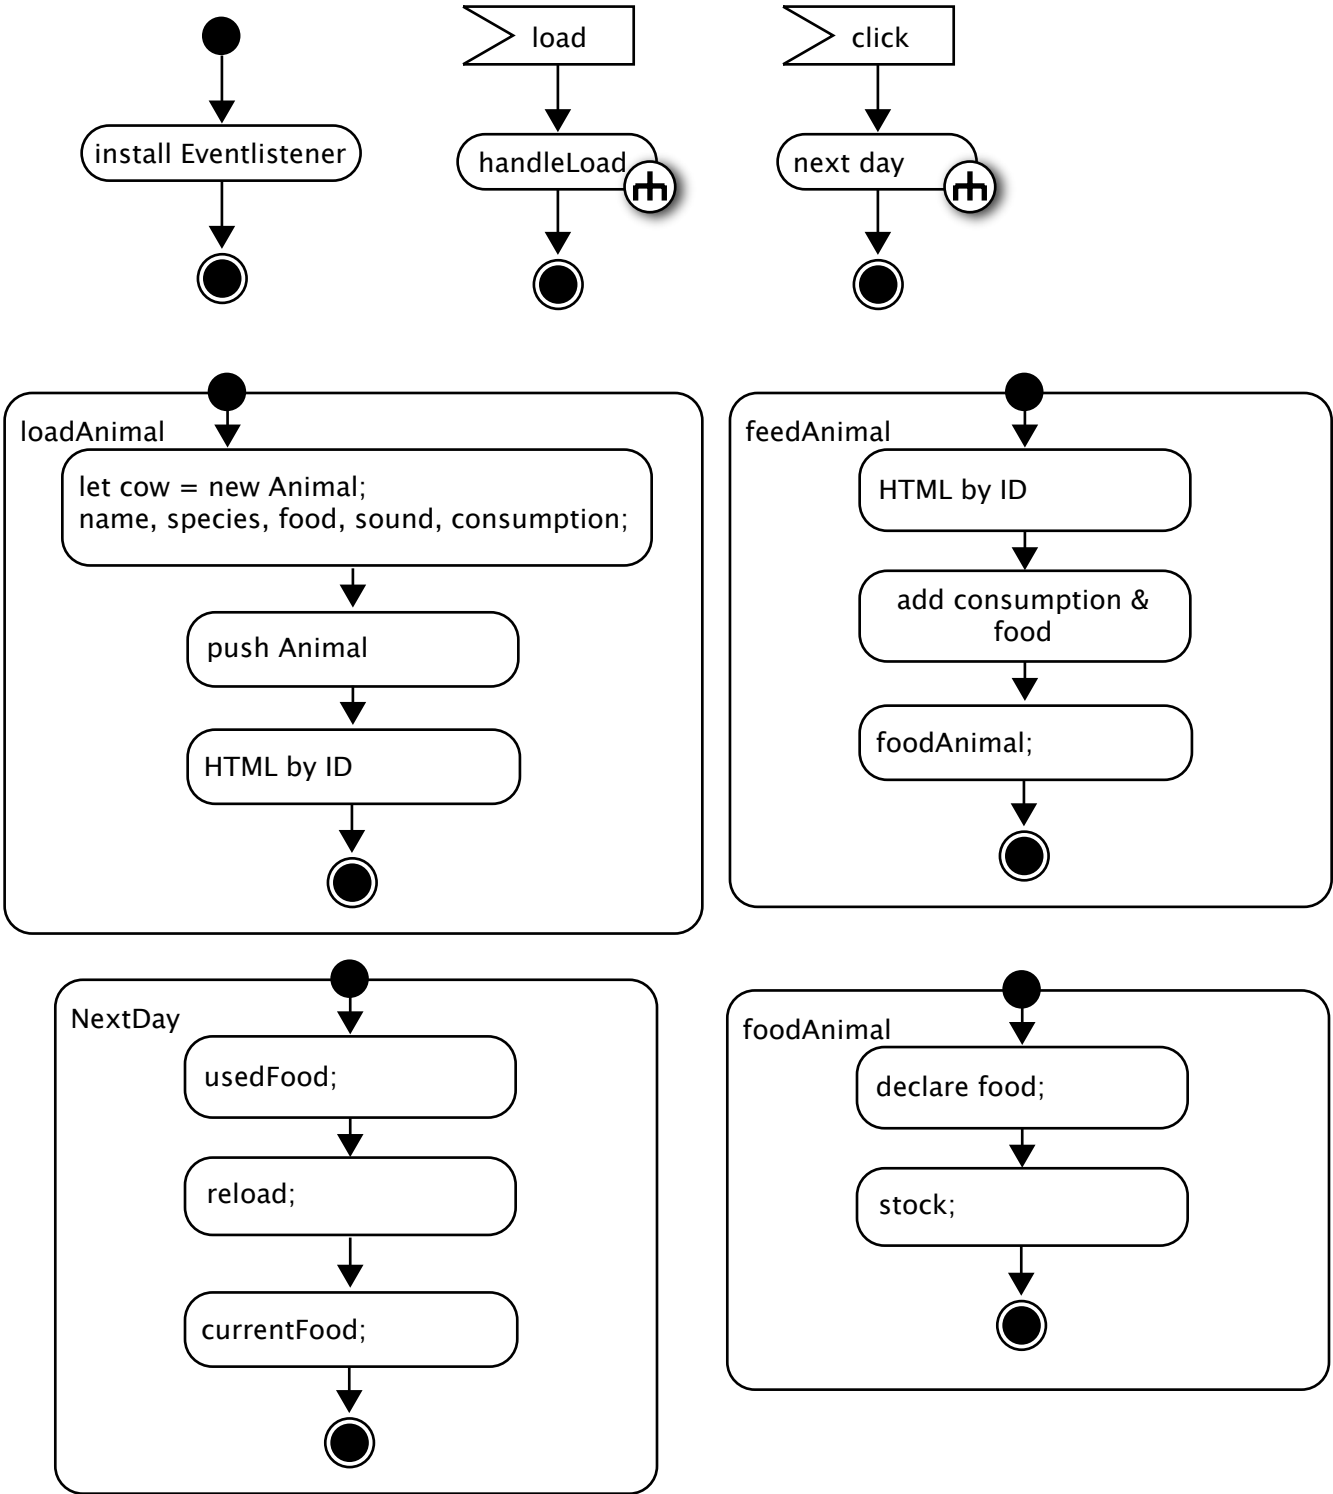 load
click
install Eventlistener
handleLoad
next day
loadAnimal
let cow = new Animal;
name, species, food, sound, consumption;
push Animal
HTML by ID
feedAnimal
HTML by ID
add consumption &
food
foodAnimal;
NextDay
usedFood;
reload;
currentFood;
foodAnimal
declare food;
stock;